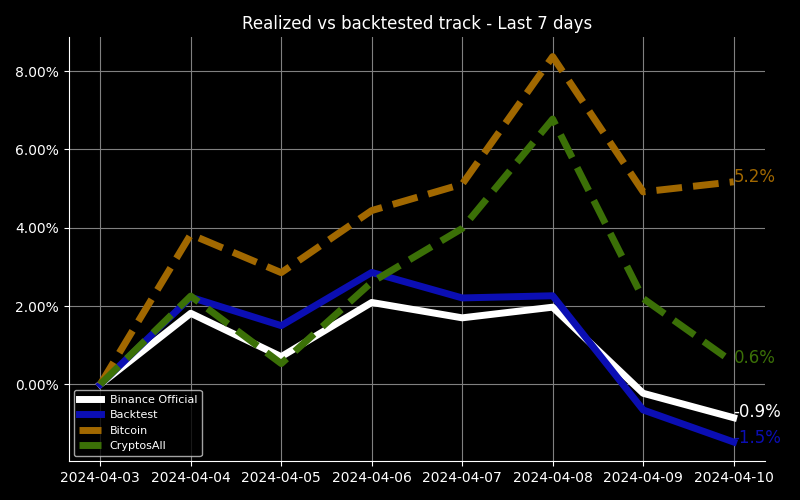 Realized vs backtested track - Last 7 days
8.00%
6.00%
4.00%
2.00%
0.00%
5.2%
0.6%
-0.9%
-1.5%
Binance Official
Backtest
Bitcoin
CryptosAll
2024-04-03 2024-04-04 2024-04-05 2024-04-06 2024-04-07 2024-04-08 2024-04-09 2024-04-10